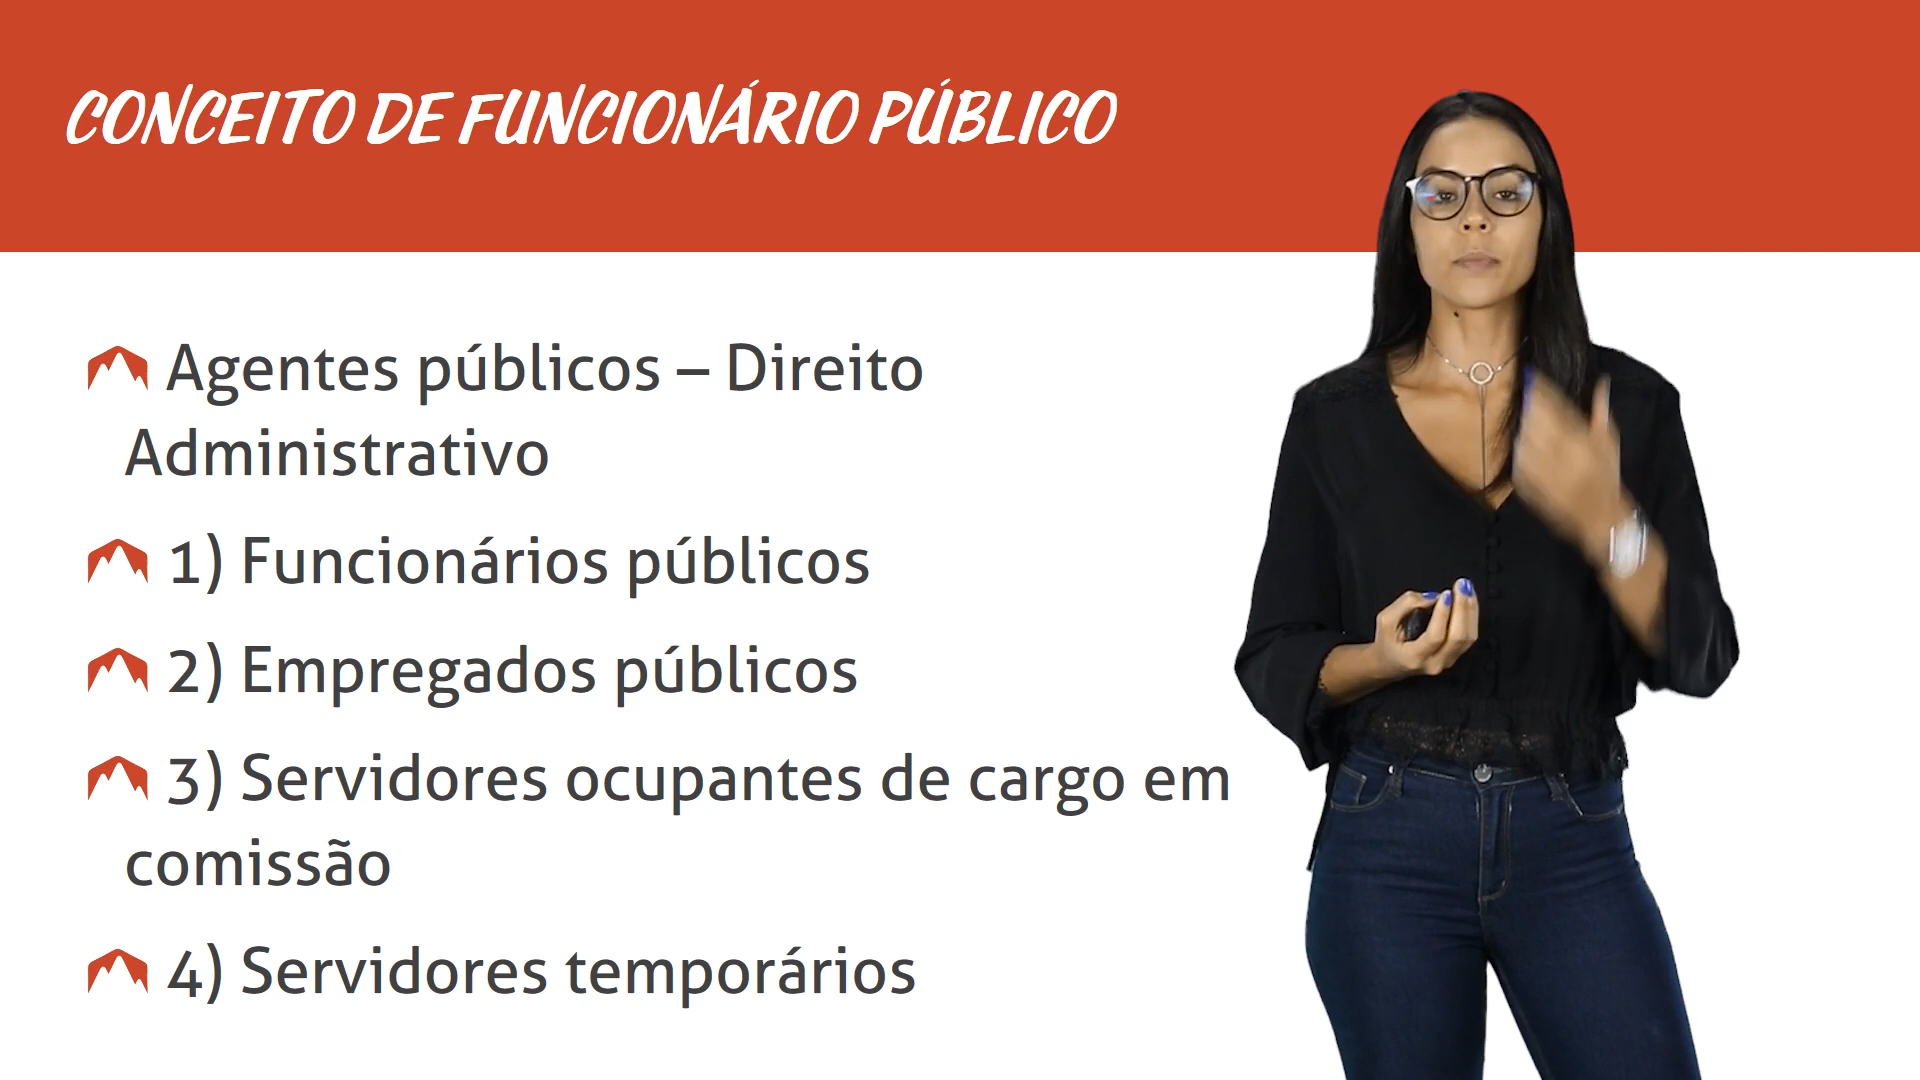 CONCEITO DE FUNCIONÁRIO PÚBLICO
Agentes públicos – Direito
Administrativo
1) Funcionários públicos
2) Empregados públicos
3) Servidores ocupantes de cargo em
comissão
4) Servidores temporários